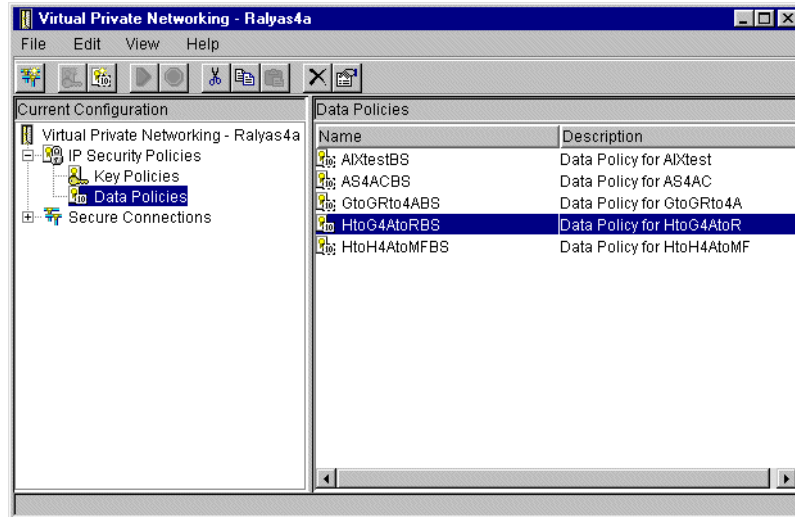 Virtual Private Networking - Ralyas4a
File Edit View Help
Current Configuration
Virtual Private Networking - Ralyas4a
IP Security Policies
Key Policies
Data Policies
Secure Connections
Data Policies
Name Description
AIXtestBS Data Policy for AIXtest
AS4ACBS Data Policy for AS4AC
GtoGRto4ABS Data Policy for GtoGRto4A
HtoG4AtoRBS Data Policy for HtoG4AtoR
HtoH4AtoMFBS Data Policy for HtoH4AtoMF